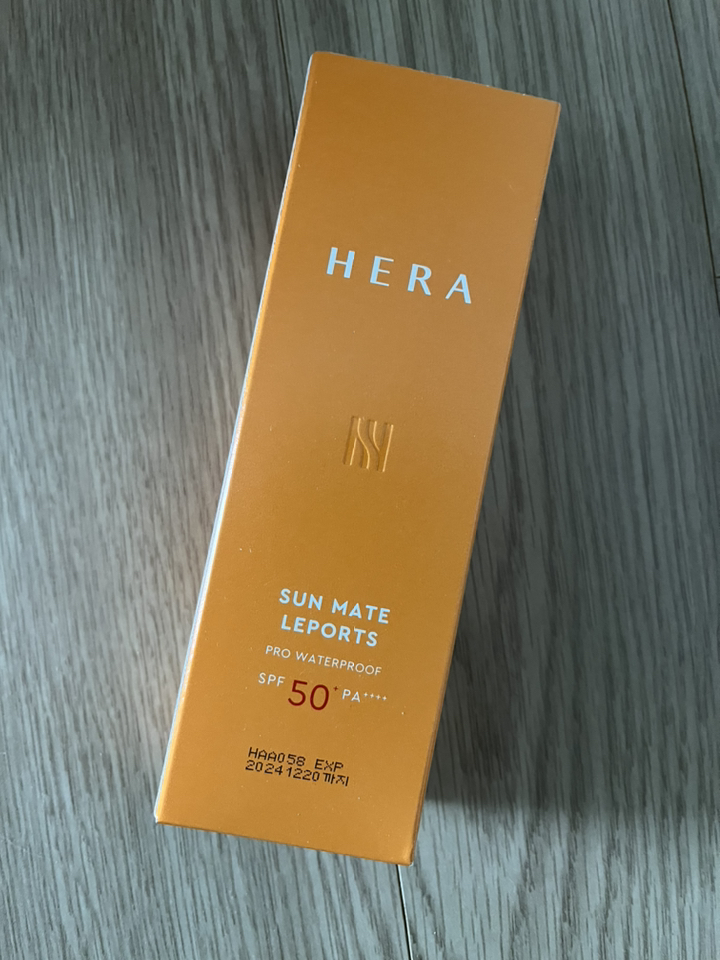 HERA
SUN MATE
LEPORTS
PRO WATERPROOF
SPF 50+ PA++++
HAA058 EXP
20241220까지